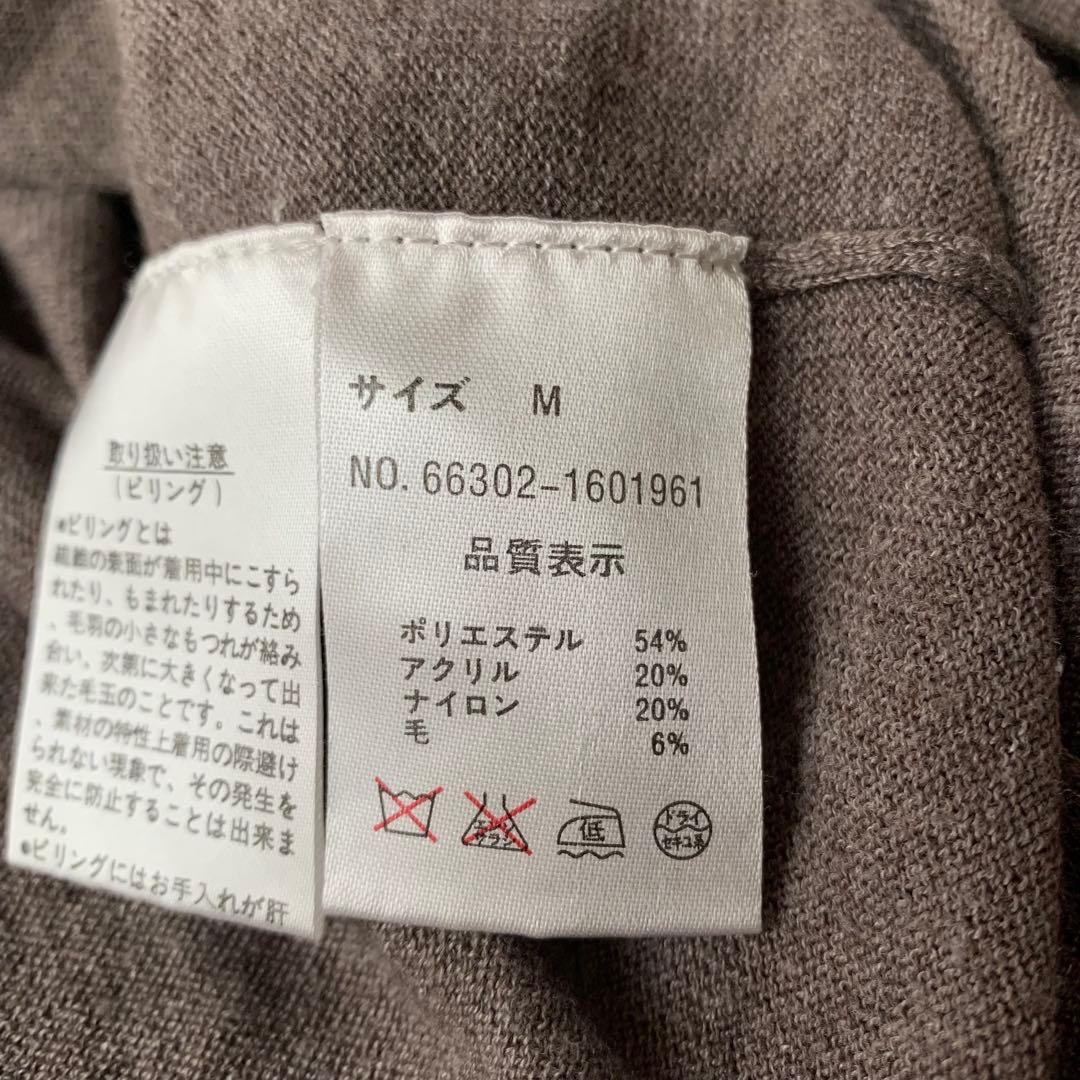 取り扱い注意
(ピリング)
●ピリングとは
繊維の表面が着用中にこすら
れたり、もまれたりするため
、毛羽の小さなもつれが絡み
合い、次第に大きくなって出
来た毛玉のことです。これは
、素材の特性上着用の際避け
られない現象で、その発生を
完全に防止することは出来ま
せん。
●ピリングにはお手入れが肝
サイズ M
NO. 66302-1601961
品質表示
ポリエステル 54%
アクリル 20%
ナイロン 20%
毛 6%
エンソ
サラシ
低
ドライ
セキユ系